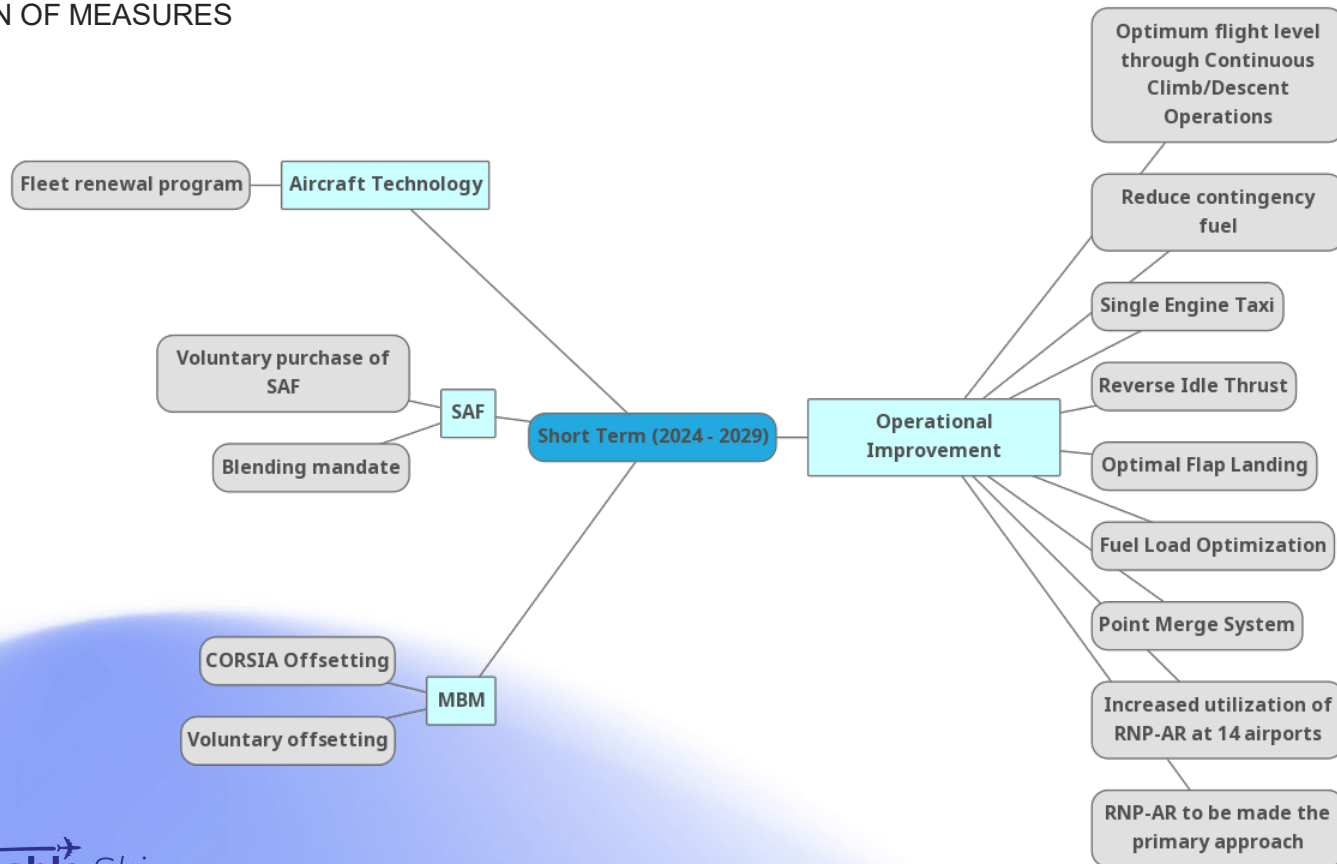 N OF MEASURES
Fleet renewal program
Aircraft Technology
Voluntary purchase of
SAF
Blending mandate
SAF
Short Term (2024 - 2029)
CORSIA Offsetting
Voluntary offsetting
MBM
Operational
Improvement
Optimum flight level
through Continuous
Climb/Descent
Operations
Reduce contingency
fuel
Single Engine Taxi
Reverse Idle Thrust
Optimal Flap Landing
Fuel Load Optimization
Point Merge System
Increased utilization of
RNP-AR at 14 airports
RNP-AR to be made the
primary approach